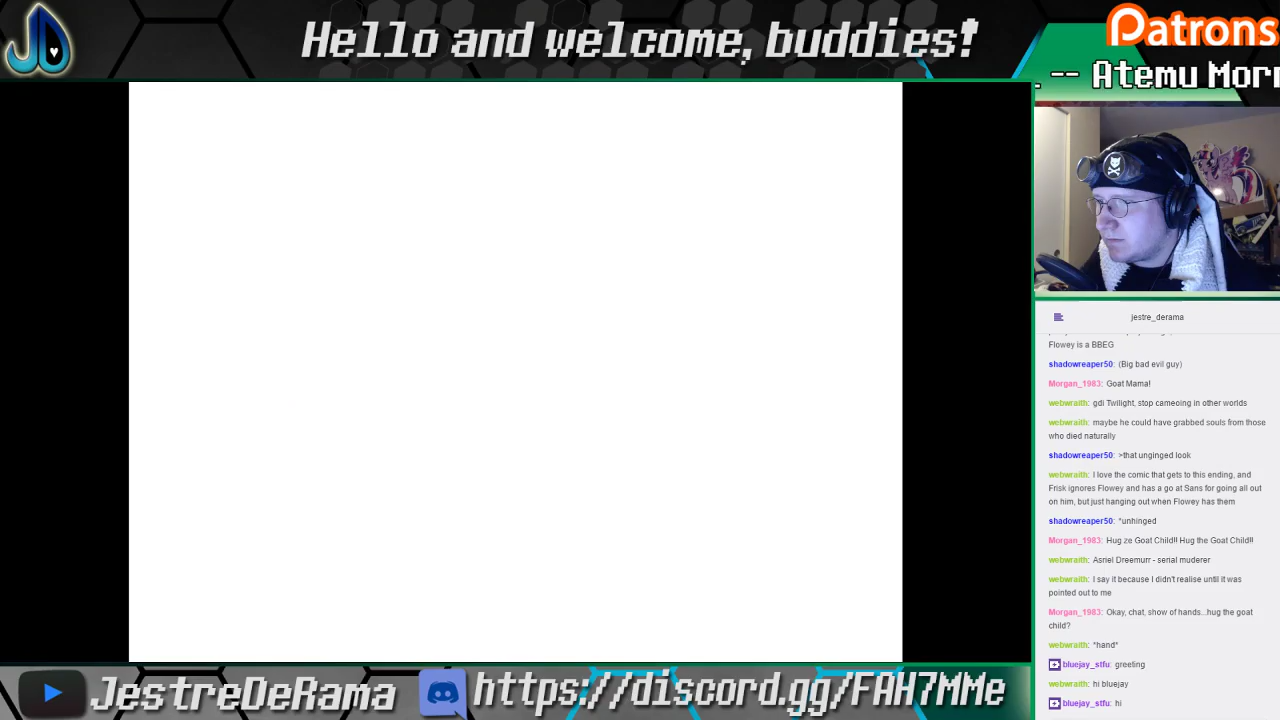 Hello and welcome, buddies!
Patrons
-- Atemu Morn
jestre_derama
Flowey is a BBEG
shadowreaper50: (Big bad evil guy)
Morgan_1983: Goat Mama!
webwraith: gdi Twilight, stop cameoing in other worlds
webwraith: maybe he could have grabbed souls from those
who died naturally
shadowreaper50: >that unginged look
webwraith: I love the comic that gets to this ending, and
Frisk ignores Flowey and has a go at Sans for going all out
on him, but just hanging out when Flowey has them
shadowreaper50: *unhinged
Morgan_1983: Hug ze Goat Child!! Hug the Goat Child!!
webwraith: Asriel Dreemurr - serial muderer
webwraith: I say it because I didn't realise until it was
pointed out to me
Morgan_1983: Okay, chat, show of hands...hug the goat
child?
webwraith: *hand*
bluejay_stfu: greeting
webwraith: hi bluejay
bluejay_stfu: hi
JestreDeRama
https://discord.gg/FAH7MMe